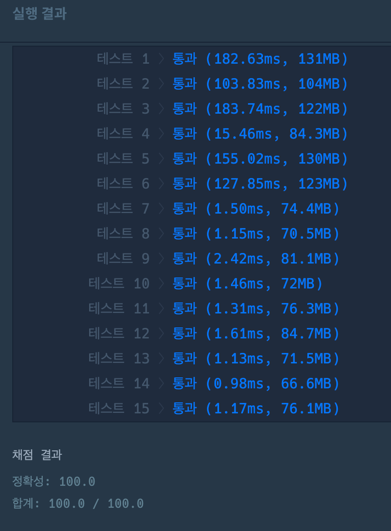 실행 결과
테스트 1 > 통과 (182.63ms, 131MB)
테스트 2 > 통과 (103.83ms, 104MB)
테스트 3 > 통과 (183.74ms, 122MB)
테스트 4 > 통과 (15.46ms, 84.3MB)
테스트 5 > 통과 (155.02ms, 130MB)
테스트 6 > 통과 (127.85ms, 123MB)
테스트 7 > 통과 (1.50ms, 74.4MB)
테스트 8 > 통과 (1.15ms, 70.5MB)
테스트 9 > 통과 (2.42ms, 81.1MB)
테스트 10 > 통과 (1.46ms, 72MB)
테스트 11 > 통과 (1.31ms, 76.3MB)
테스트 12 > 통과 (1.61ms, 84.7MB)
테스트 13 > 통과 (1.13ms, 71.5MB)
테스트 14 > 통과 (0.98ms, 66.6MB)
테스트 15 > 통과 (1.17ms, 76.1MB)
채점 결과
정확성: 100.0
합계: 100.0 / 100.0